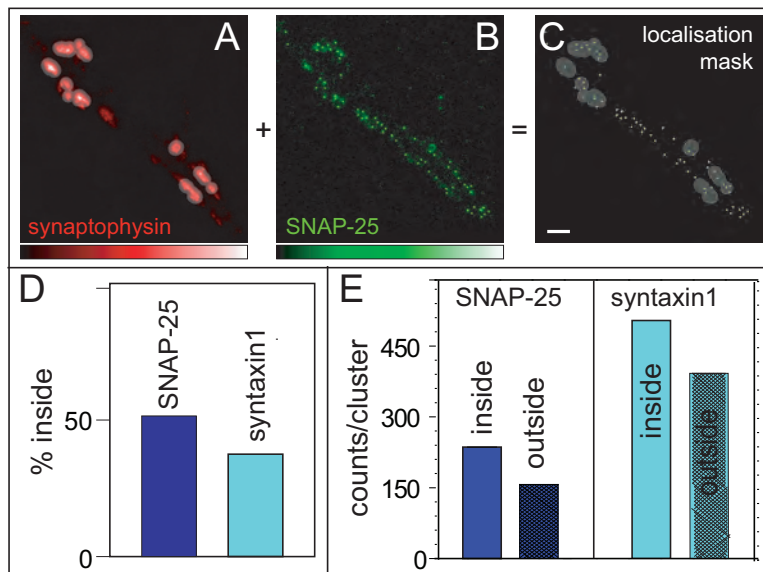 A
synaptophysin
+
B
SNAP-25
=
C
localisation
mask
D
% inside
50
0
SNAP-25
syntaxin1
E
counts/cluster
450
300
150
0
SNAP-25
inside
outside
syntaxin1
inside
outside